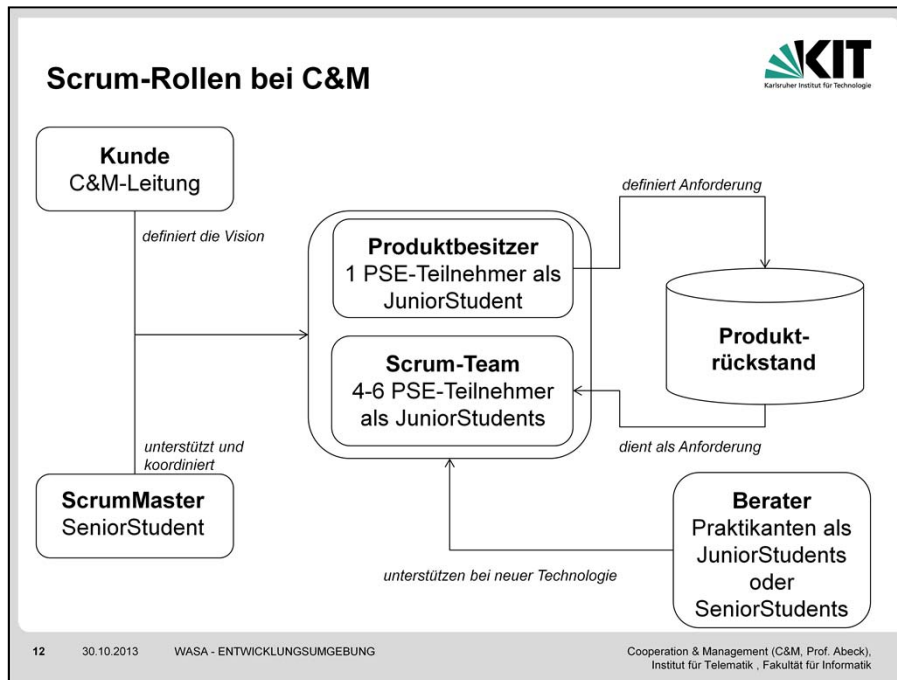 Scrum-Rollen bei C&M
KIT
Karlsruher Institut für Technologie
Kunde
C&M-Leitung
definiert die Vision
definiert Anforderung
Produktbesitzer
1 PSE-Teilnehmer als
JuniorStudent
Produkt-
rückstand
Scrum-Team
4-6 PSE-Teilnehmer
als JuniorStudents
unterstützt und
koordiniert
dient als Anforderung
ScrumMaster
SeniorStudent
Berater
Praktikanten als
JuniorStudents
oder
SeniorStudents
unterstützen bei neuer Technologie
12 30.10.2013 WASA - ENTWICKLUNGSUMGEBUNG
Cooperation & Management (C&M, Prof. Abeck),
Institut für Telematik , Fakultät für Informatik